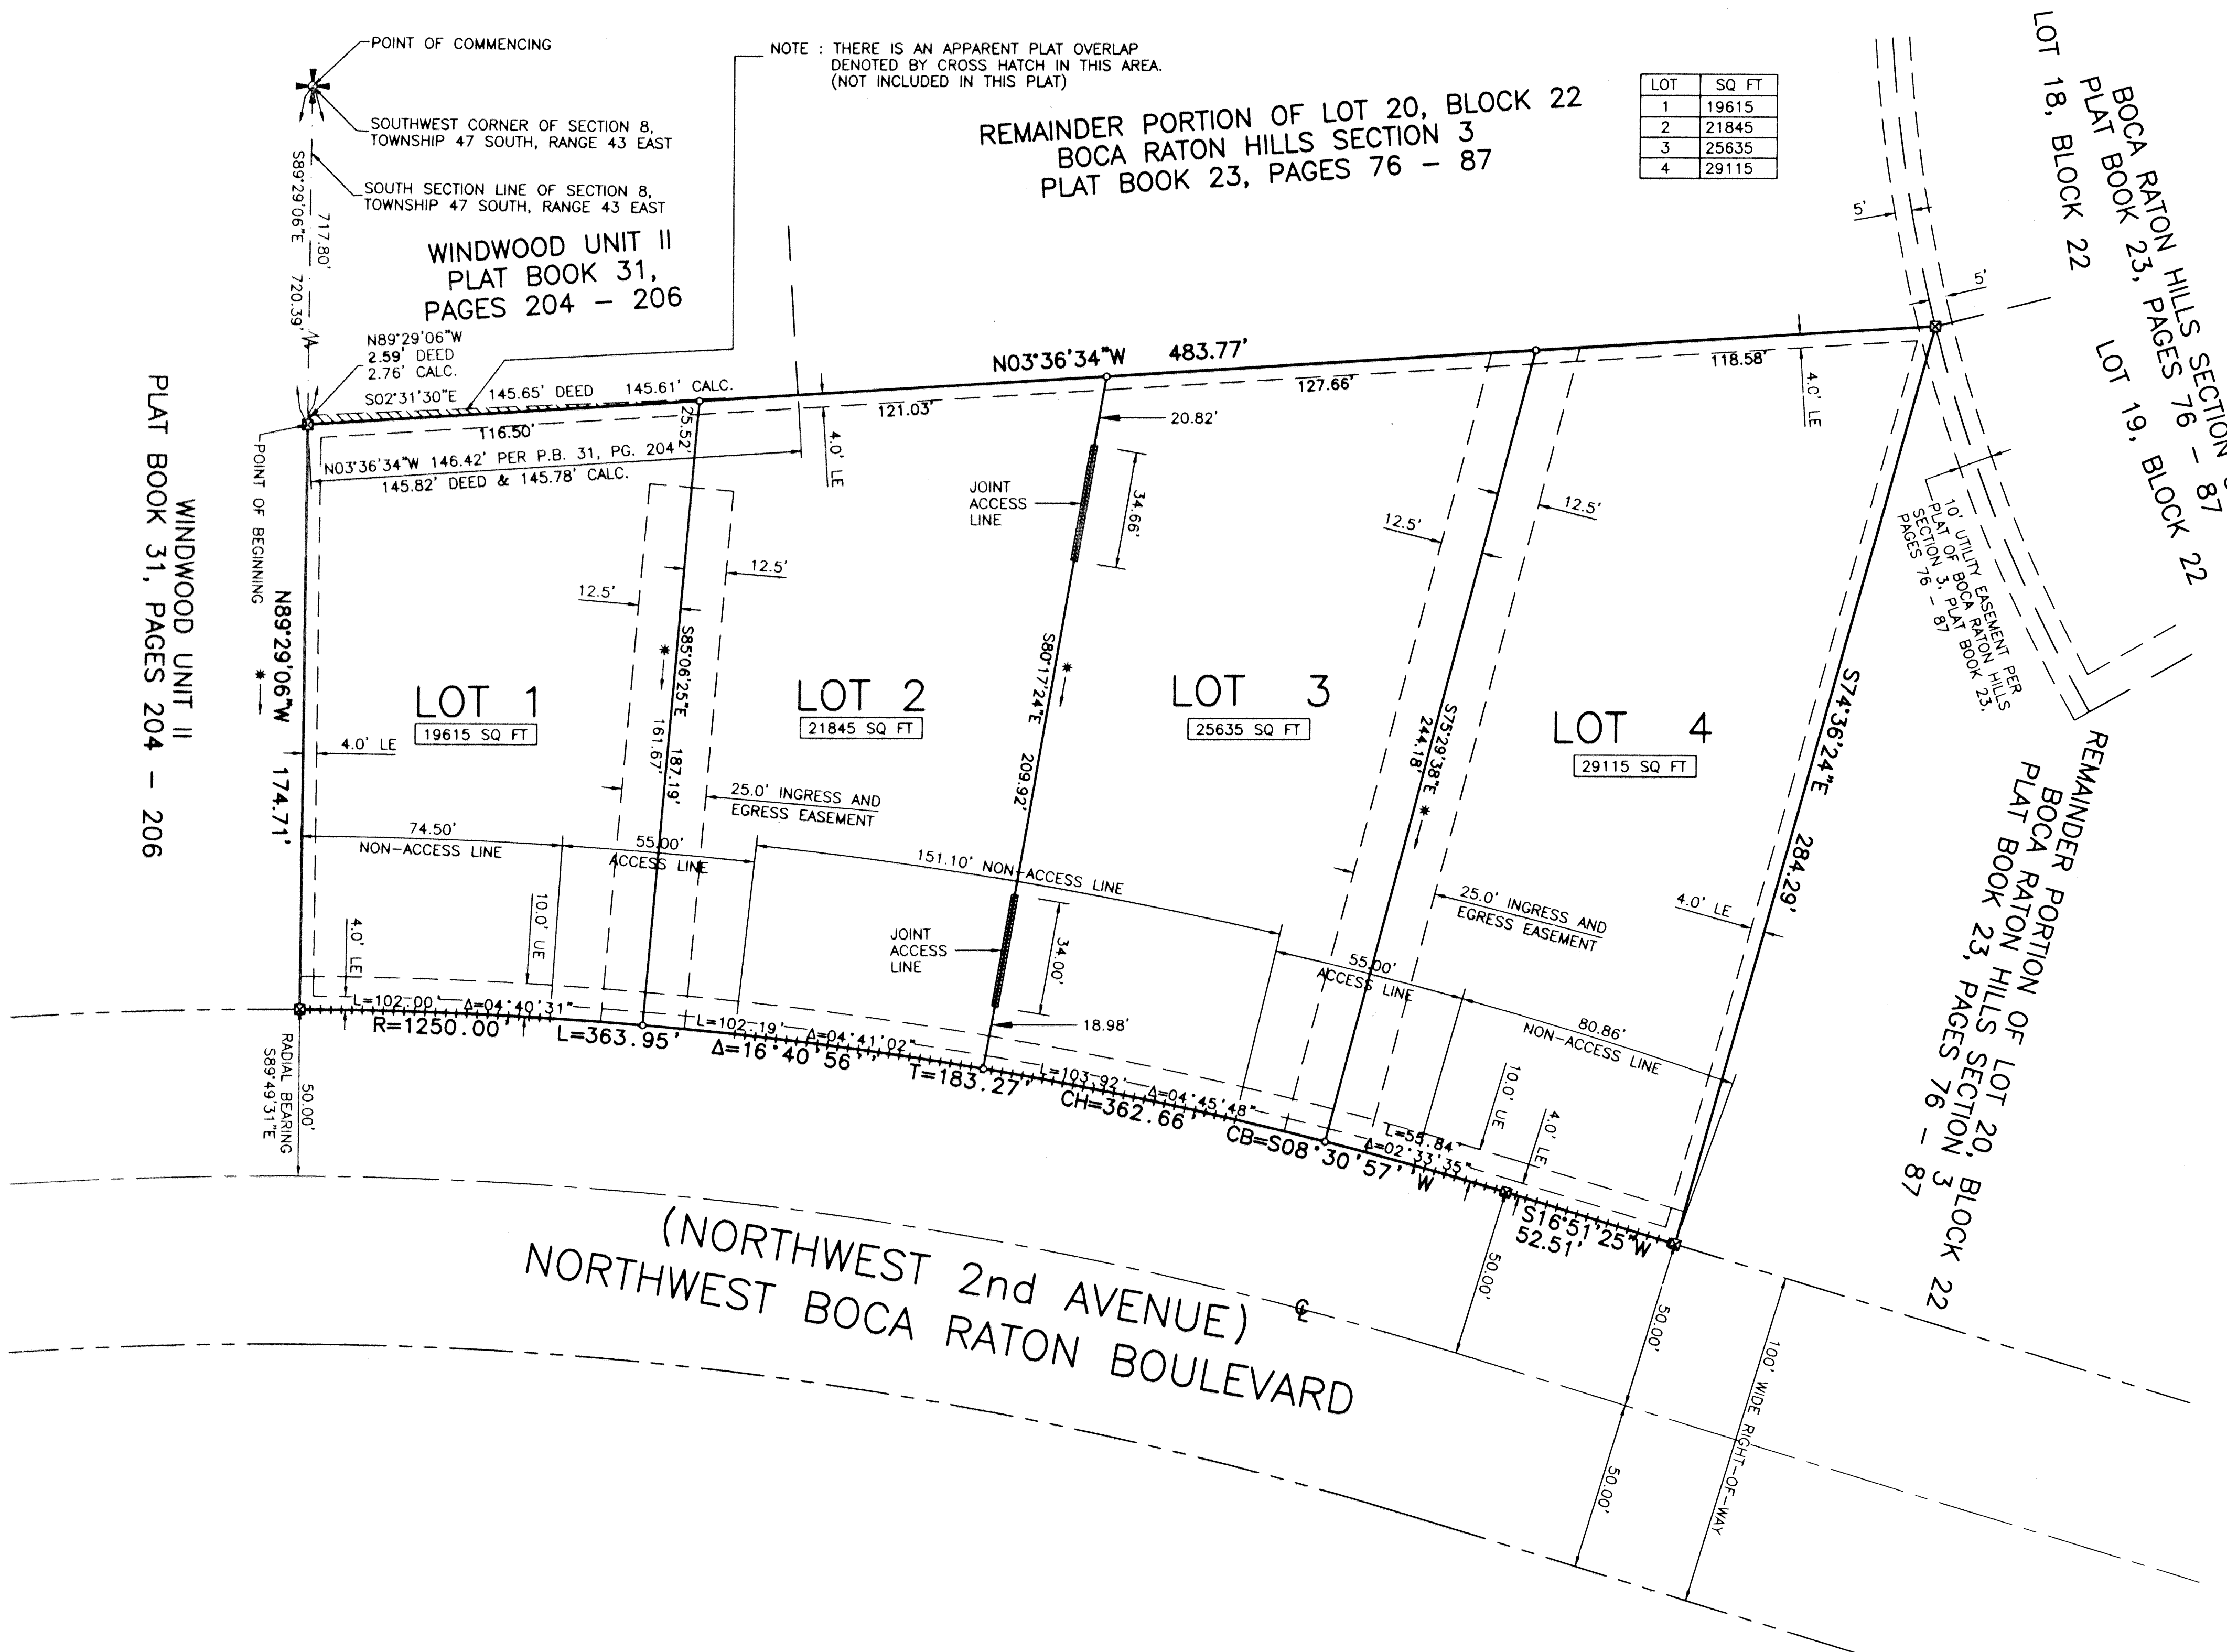 POINT OF COMMENCING
SOUTHWEST CORNER OF SECTION 8,
TOWNSHIP 47 SOUTH, RANGE 43 EAST
SOUTH SECTION LINE OF SECTION 8,
TOWNSHIP 47 SOUTH, RANGE 43 EAST
S89°29'06"E
717.80'
720.39'
NOTE : THERE IS AN APPARENT PLAT OVERLAP
DENOTED BY CROSS HATCH IN THIS AREA.
(NOT INCLUDED IN THIS PLAT)
REMAINDER PORTION OF LOT 20, BLOCK 22
BOCA RATON HILLS SECTION 3
PLAT BOOK 23, PAGES 76 - 87
LOT SQ FT
1 19615
2 21845
3 25635
4 29115
BOCA RATON HILLS SECTION
PLAT BOOK 23, PAGES 76 - 87
LOT 18, BLOCK 22
LOT 19, BLOCK 22
5'
5'
WINDWOOD UNIT II
PLAT BOOK 31,
PAGES 204 - 206
N89°29'06"W
2.59' DEED
2.76' CALC.
S02°31'30"E 145.65' DEED 145.61' CALC.
N03°36'34"W 483.77'
116.50'
121.03'
127.66'
118.58'
N03°36'34"W 146.42' PER P.B. 31, PG. 204
145.82' DEED & 145.78' CALC.
25.52'
4.0' LE
4.0' LE
20.82'
JOINT
ACCESS
LINE
34.66'
12.5'
12.5'
12.5'
12.5'
10' UTILITY EASEMENT PER
PLAT OF BOCA RATON HILLS
SECTION 3, PLAT BOOK 23,
PAGES 76 - 87
WINDWOOD UNIT II
PLAT BOOK 31, PAGES 204 - 206
POINT OF BEGINNING
N89°29'06"W 174.71'
*
LOT 1
19615 SQ FT
* S85°06'25"E 187.19'
161.67'
LOT 2
21845 SQ FT
S80°17'24"E 209.92'
*
LOT 3
25635 SQ FT
S75°29'38"E *
244.18'
LOT 4
29115 SQ FT
S74°36'24"E 284.29'
REMAINDER PORTION OF LOT 20, BLOCK 22
BOCA RATON HILLS SECTION 3
PLAT BOOK 23, PAGES 76 - 87
4.0' LE
25.0' INGRESS AND
EGRESS EASEMENT
74.50'
NON-ACCESS LINE
55.00'
ACCESS LINE
151.10' NON-ACCESS LINE
25.0' INGRESS AND
EGRESS EASEMENT
4.0' LE
55.00'
ACCESS LINE
80.86'
NON-ACCESS LINE
JOINT
ACCESS
LINE
34.00'
18.98'
4.0' LE
10.0' UE
10.0' UE
4.0' LE
L=102.00' Δ=04°40'31"
L=102.19' Δ=04°41'02"
L=103.92' Δ=04°45'48"
L=55.84'
Δ=02°33'35"
R=1250.00' L=363.95' Δ=16°40'56'' T=183.27' CH=362.66' CB=S08°30'57''W
S16°51'25"W
52.51'
RADIAL BEARING
S89°49'31"E
50.00'
50.00'
50.00'
50.00'
100' WIDE RIGHT-OF-WAY
(NORTHWEST 2nd AVENUE)
NORTHWEST BOCA RATON BOULEVARD